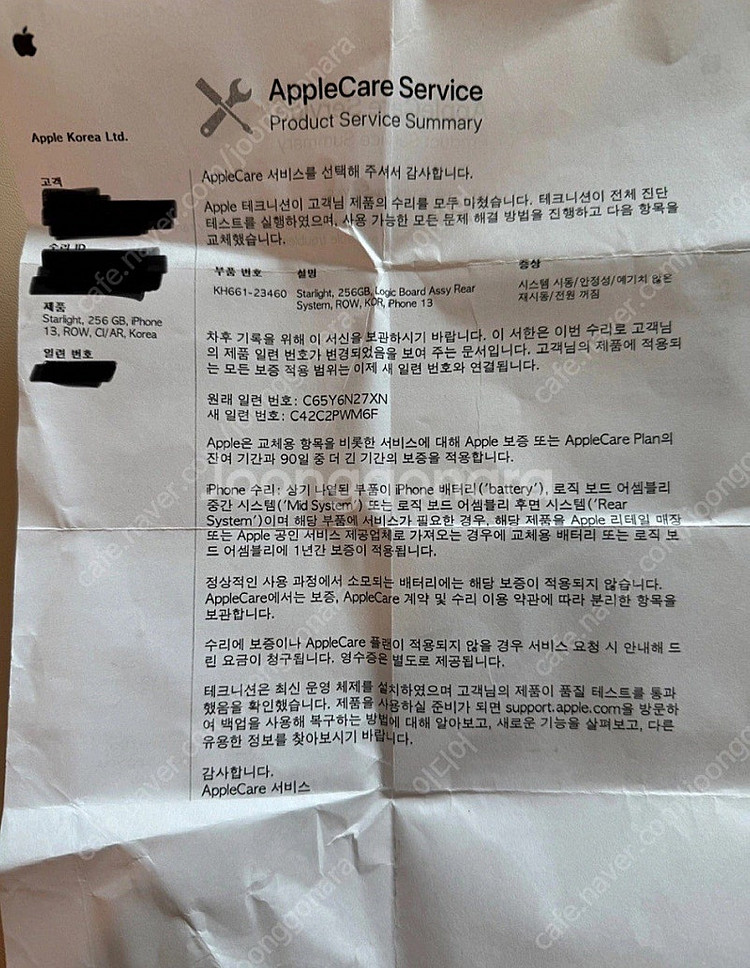 AppleCare Service
Product Service Summary
Apple Korea Ltd.
고객
수리 ID
제품
Starlight, 256 GB, iPhone
13, ROW, CI/AR, Korea
일련 번호
AppleCare 서비스를 선택해 주셔서 감사합니다.
Apple 테크니션이 고객님 제품의 수리를 모두 마쳤습니다. 테크니션이 전체 진단
테스트를 실행하였으며, 사용 가능한 모든 문제 해결 방법을 진행하고 다음 항목을
교체했습니다.
부품 번호 설명 증상
KH661-23460 Starlight, 256GB, Logic Board Assy Rear 시스템 시동/안정성/예기치 않은
System, ROW, KOR, iPhone 13 재시동/전원 꺼짐
차후 기록을 위해 이 서신을 보관하시기 바랍니다. 이 서한은 이번 수리로 고객님
의 제품 일련 번호가 변경되었음을 보여 주는 문서입니다. 고객님의 제품에 적용되
는 모든 보증 적용 범위는 이제 새 일련 번호와 연결됩니다.
원래 일련 번호: C65Y6N27XN
새 일련 번호: C42C2PWM6F
Apple은 교체용 항목을 비롯한 서비스에 대해 Apple 보증 또는 AppleCare Plan의
잔여 기간과 90일 중 더 긴 기간의 보증을 적용합니다.
iPhone 수리: 상기 나열된 부품이 iPhone 배터리('battery'), 로직 보드 어셈블리
중간 시스템('Mid System') 또는 로직 보드 어셈블리 후면 시스템('Rear
System')이며 해당 부품에 서비스가 필요한 경우, 해당 제품을 Apple 리테일 매장
또는 Apple 공인 서비스 제공업체로 가져오는 경우에 교체용 배터리 또는 로직 보
드 어셈블리에 1년간 보증이 적용됩니다.
정상적인 사용 과정에서 소모되는 배터리에는 해당 보증이 적용되지 않습니다.
AppleCare에서는 보증, AppleCare 계약 및 수리 이용 약관에 따라 분리한 항목을
보관합니다.
수리에 보증이나 AppleCare 플랜이 적용되지 않을 경우 서비스 요청 시 안내해 드
린 요금이 청구됩니다. 영수증은 별도로 제공됩니다.
테크니션은 최신 운영 체제를 설치하였으며 고객님의 제품이 품질 테스트를 통과
했음을 확인했습니다. 제품을 사용하실 준비가 되면 support.apple.com을 방문하
여 백업을 사용해 복구하는 방법에 대해 알아보고, 새로운 기능을 살펴보고, 다른
유용한 정보를 찾아보시기 바랍니다.
감사합니다.
AppleCare 서비스
joonggonara
cafe.naver.com/joonggonara